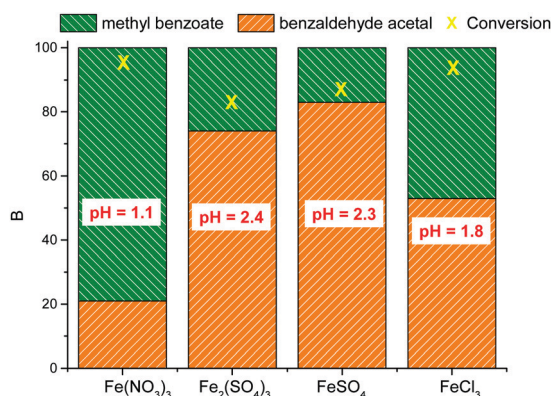 methyl benzoate benzaldehyde acetal X Conversion
100
80
60
40
20
0
B
X X X X
pH = 1.1 pH = 2.4 pH = 2.3 pH = 1.8
Fe(NO₃)₃ Fe₂(SO₄)₃ FeSO₄ FeCl₃